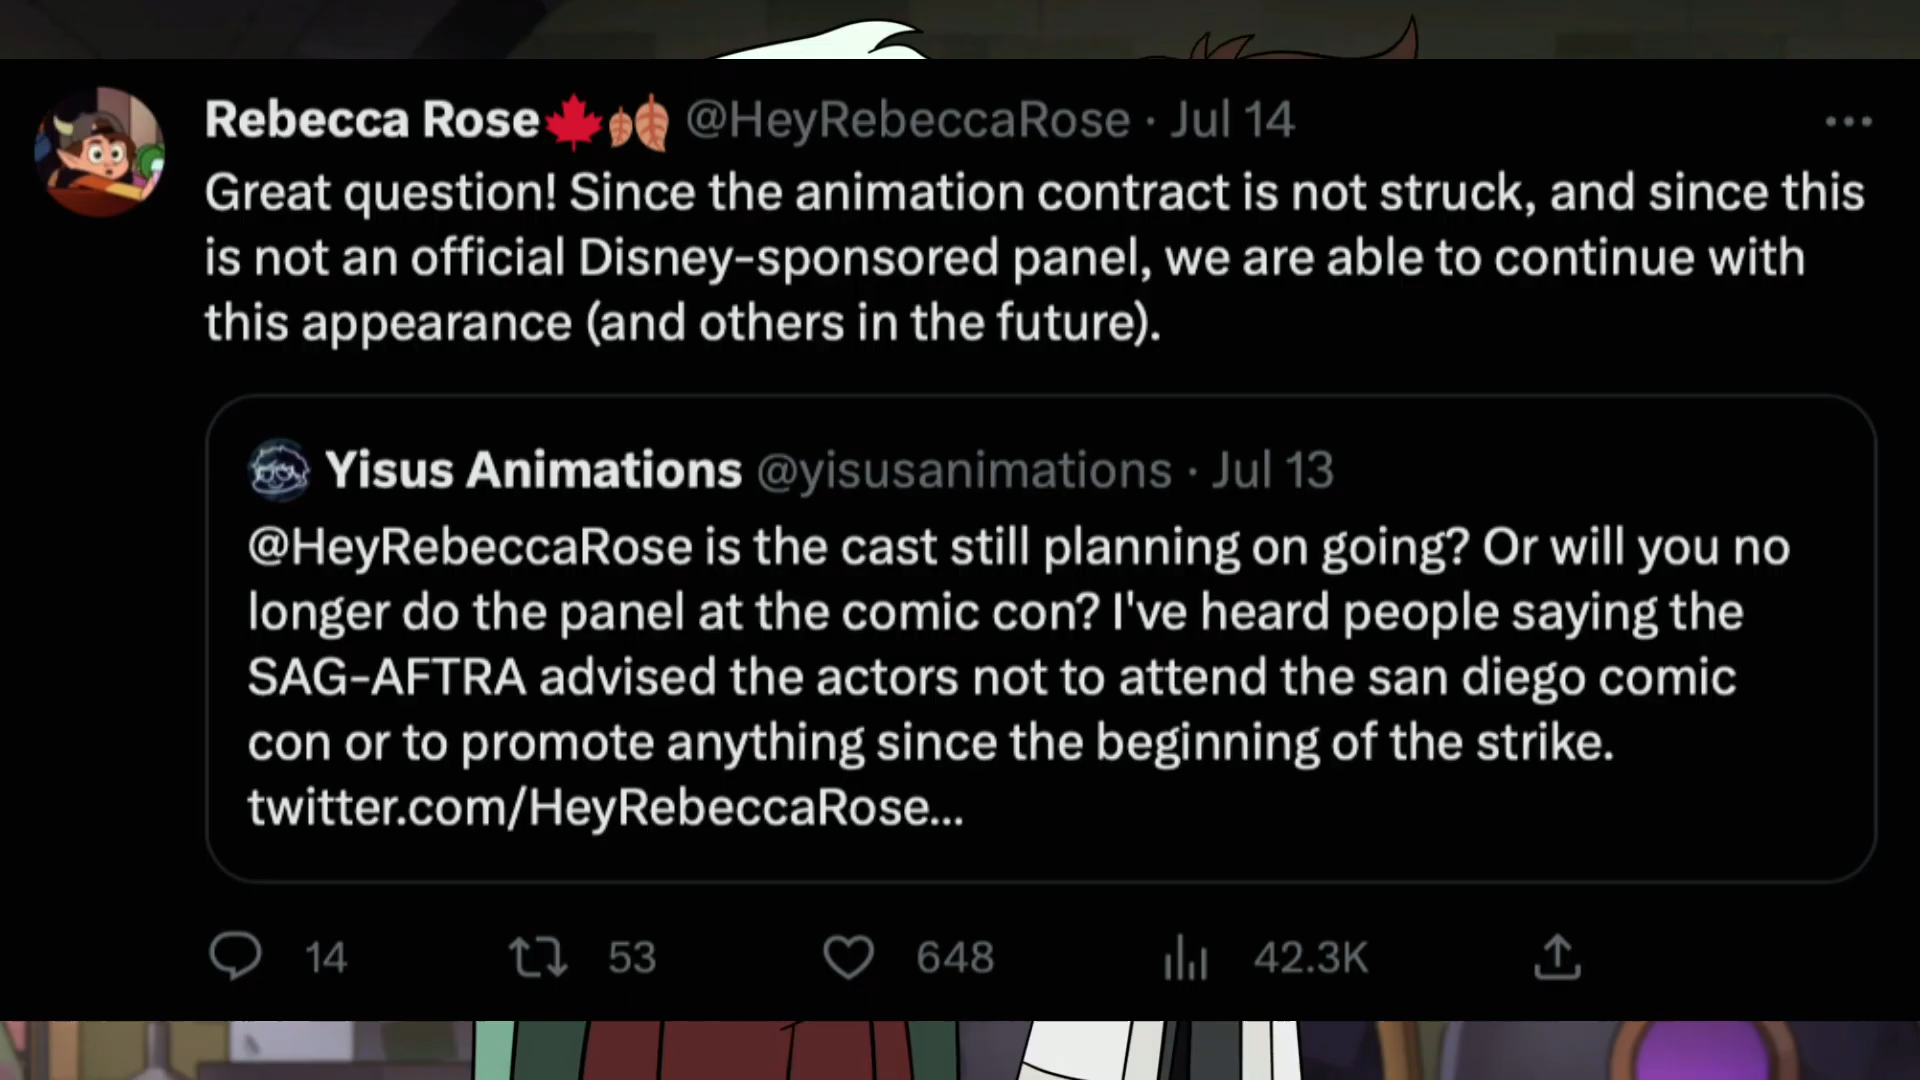 Rebecca Rose🍁🍂 @HeyRebeccaRose · Jul 14
Great question! Since the animation contract is not struck, and since this
is not an official Disney-sponsored panel, we are able to continue with
this appearance (and others in the future).
Yisus Animations @yisusanimations · Jul 13
@HeyRebeccaRose is the cast still planning on going? Or will you no
longer do the panel at the comic con? I've heard people saying the
SAG-AFTRA advised the actors not to attend the san diego comic
con or to promote anything since the beginning of the strike.
twitter.com/HeyRebeccaRose...
14 53 648 42.3K